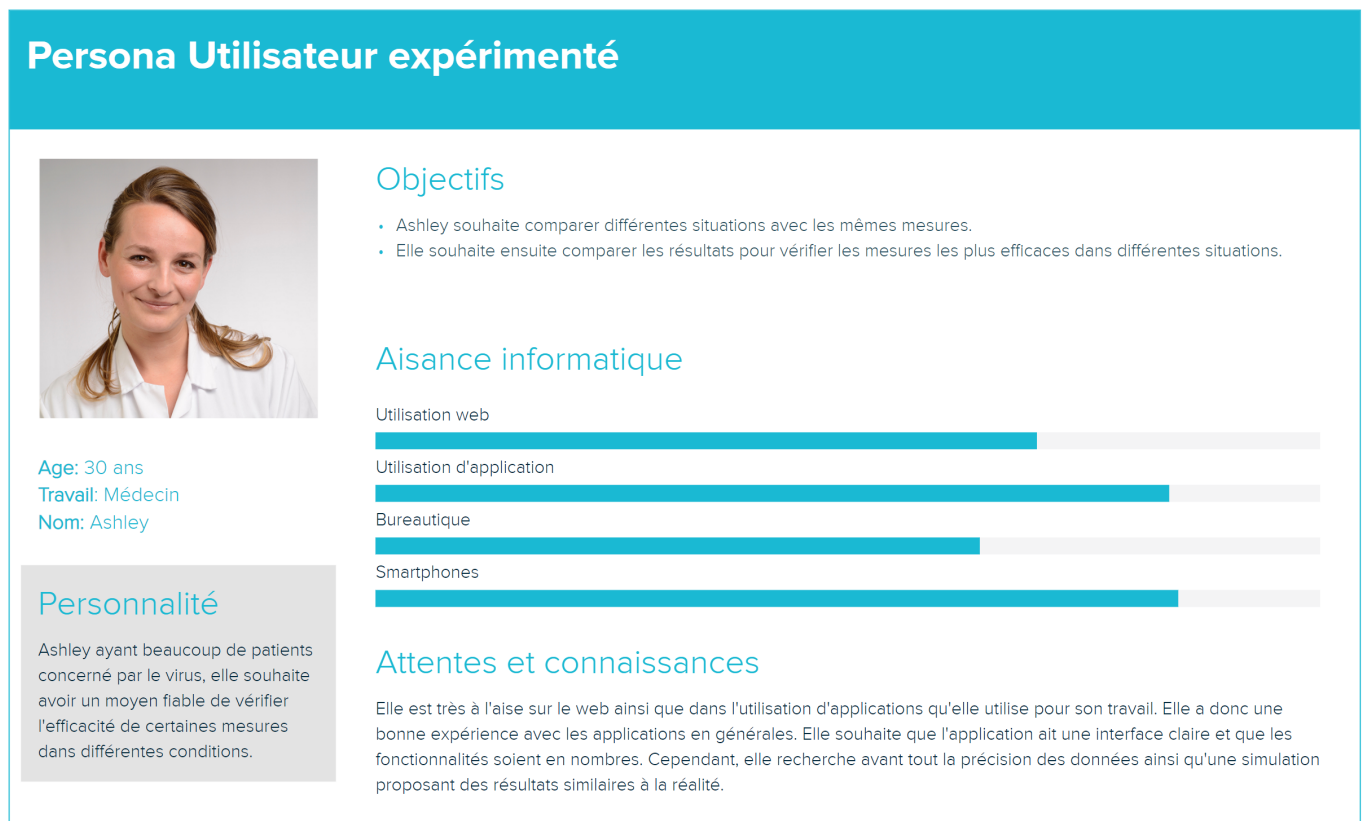 Persona Utilisateur expérimenté
Objectifs
• Ashley souhaite comparer différentes situations avec les mêmes mesures.
• Elle souhaite ensuite comparer les résultats pour vérifier les mesures les plus efficaces dans différentes situations.
Aisance informatique
Utilisation web
Utilisation d'application
Bureautique
Smartphones
Age: 30 ans
Travail: Médecin
Nom: Ashley
Personnalité
Ashley ayant beaucoup de patients
concerné par le virus, elle souhaite
avoir un moyen fiable de vérifier
l'efficacité de certaines mesures
dans différentes conditions.
Attentes et connaissances
Elle est très à l'aise sur le web ainsi que dans l'utilisation d'applications qu'elle utilise pour son travail. Elle a donc une
bonne expérience avec les applications en générales. Elle souhaite que l'application ait une interface claire et que les
fonctionnalités soient en nombres. Cependant, elle recherche avant tout la précision des données ainsi qu'une simulation
proposant des résultats similaires à la réalité.